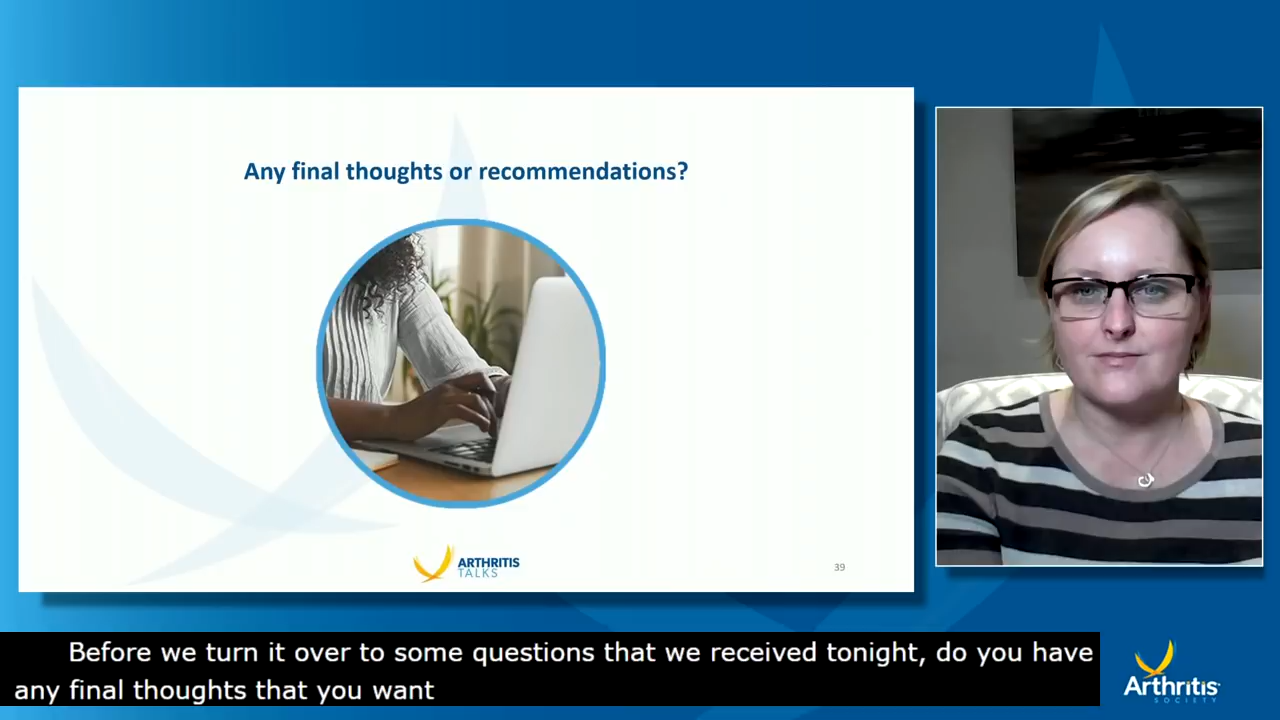 Any final thoughts or recommendations?
ARTHRITIS
TALKS
39
Before we turn it over to some questions that we received tonight, do you have
any final thoughts that you want
Arthritis
SOCIETY